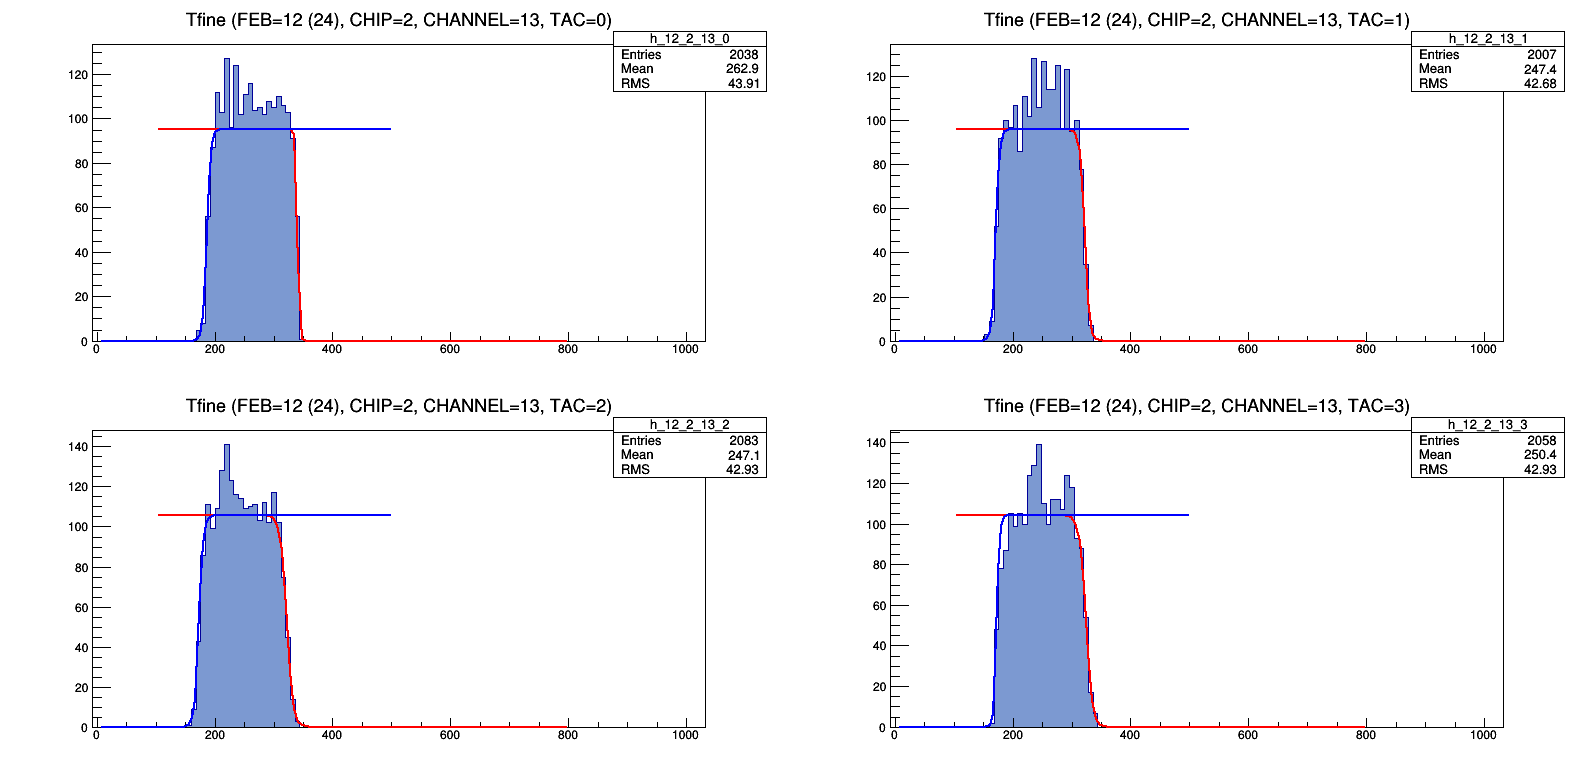 Tfine (FEB=12 (24), CHIP=2, CHANNEL=13, TAC=0)
h_12_2_13_0
Entries 2038
Mean 262.9
RMS 43.91
120
100
80
60
40
20
0
0 200 400 600 800 1000
Tfine (FEB=12 (24), CHIP=2, CHANNEL=13, TAC=1)
h_12_2_13_1
Entries 2007
Mean 247.4
RMS 42.68
120
100
80
60
40
20
0
0 200 400 600 800 1000
Tfine (FEB=12 (24), CHIP=2, CHANNEL=13, TAC=2)
h_12_2_13_2
Entries 2083
Mean 247.1
RMS 42.93
140
120
100
80
60
40
20
0
0 200 400 600 800 1000
Tfine (FEB=12 (24), CHIP=2, CHANNEL=13, TAC=3)
h_12_2_13_3
Entries 2058
Mean 250.4
RMS 42.93
140
120
100
80
60
40
20
0
0 200 400 600 800 1000